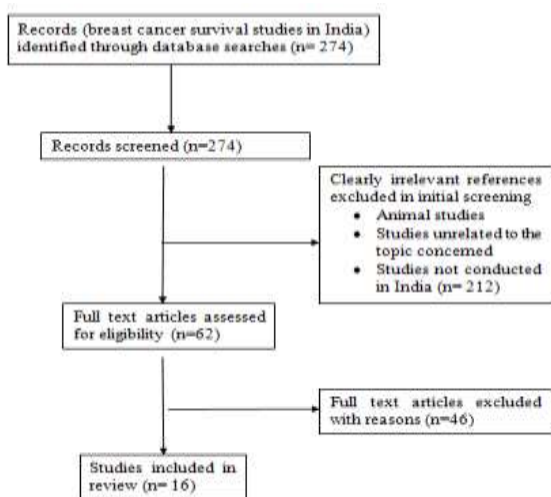 Records (breast cancer survival studies in India)
identified through database searches (n= 274)
Records screened (n=274)
Clearly irrelevant references
excluded in initial screening
• Animal studies
• Studies unrelated to the
topic concerned
• Studies not conducted
in India (n= 212)
Full text articles assessed
for eligibility (n=62)
Full text articles excluded
with reasons (n=46)
Studies included in
review (n= 16)